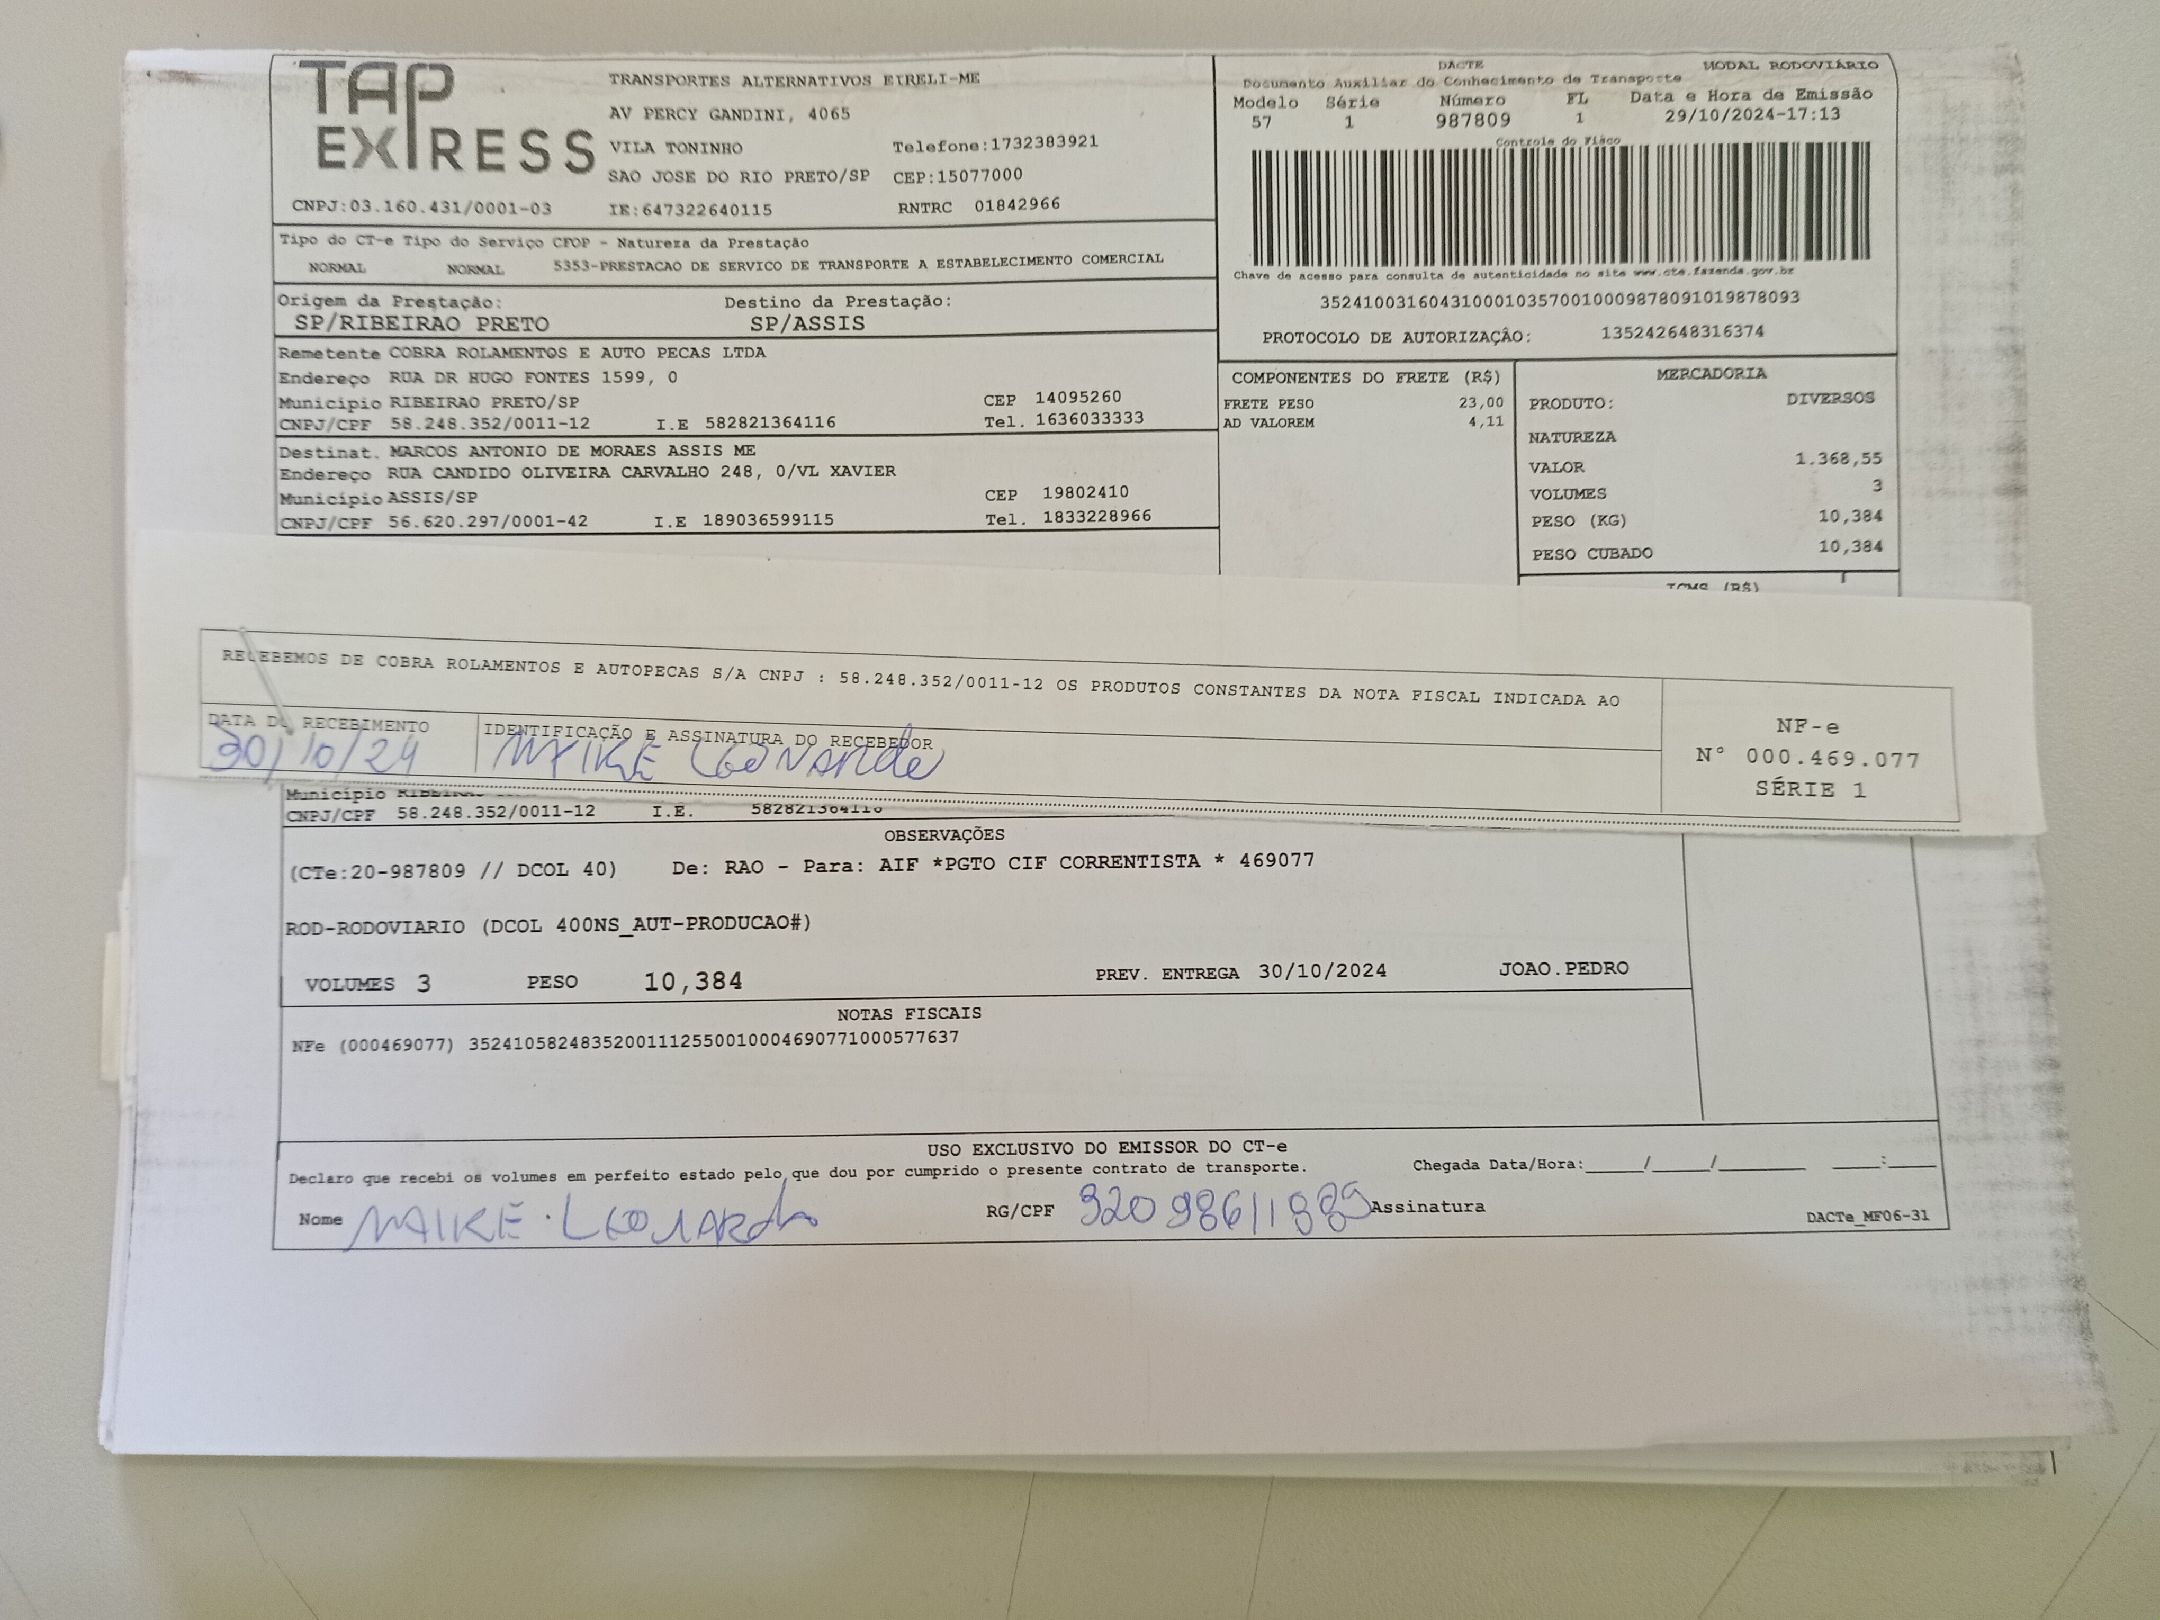 TAP EXPRESS
TRANSPORTES ALTERNATIVOS EIRELI-ME
AV PERCY GANDINI, 4065
VILA TONINHO Telefone:1732383921
SAO JOSE DO RIO PRETO/SP CEP:15077000
CNPJ:03.160.431/0001-03 IE:647322640115 RNTRC 01842966
DACTE MODAL RODOVIÁRIO
Documento Auxiliar do Conhecimento de Transporte
Modelo Série Número FL Data e Hora de Emissão
57 1 987809 1 29/10/2024-17:13
Controle do Fisco
Chave de acesso para consulta de autenticidade no site www.cte.fazenda.gov.br
35241003160431000103570010009878091019878093
PROTOCOLO DE AUTORIZAÇÂO: 135242648316374
Tipo do CT-e Tipo do Serviço CFOP - Natureza da Prestação
NORMAL NORMAL 5353-PRESTACAO DE SERVICO DE TRANSPORTE A ESTABELECIMENTO COMERCIAL
Origem da Prestação: Destino da Prestação:
SP/RIBEIRAO PRETO SP/ASSIS
Remetente COBRA ROLAMENTOS E AUTO PECAS LTDA
Endereço RUA DR HUGO FONTES 1599, 0
Município RIBEIRAO PRETO/SP CEP 14095260
CNPJ/CPF 58.248.352/0011-12 I.E 582821364116 Tel. 1636033333
Destinat. MARCOS ANTONIO DE MORAES ASSIS ME
Endereço RUA CANDIDO OLIVEIRA CARVALHO 248, 0/VL XAVIER
Município ASSIS/SP CEP 19802410
CNPJ/CPF 56.620.297/0001-42 I.E 189036599115 Tel. 1833228966
COMPONENTES DO FRETE (R$)
FRETE PESO 23,00
AD VALOREM 4,11
MERCADORIA
PRODUTO: DIVERSOS
NATUREZA
VALOR 1.368,55
VOLUMES 3
PESO (KG) 10,384
PESO CUBADO 10,384
(R$)
RECEBEMOS DE COBRA ROLAMENTOS E AUTOPECAS S/A CNPJ : 58.248.352/0011-12 OS PRODUTOS CONSTANTES DA NOTA FISCAL INDICADA AO
DATA DO RECEBIMENTO IDENTIFICAÇÃO E ASSINATURA DO RECEBEDOR
30/10/24 MAIKE LEONARDO
NF-e
N° 000.469.077
SÉRIE 1
Município
CNPJ/CPF 58.248.352/0011-12 I.E. 582821364116
OBSERVAÇÕES
(CTe:20-987809 // DCOL 40) De: RAO - Para: AIF *PGTO CIF CORRENTISTA * 469077
ROD-RODOVIARIO (DCOL 400NS_AUT-PRODUCAO#)
VOLUMES 3 PESO 10,384 PREV. ENTREGA 30/10/2024 JOAO.PEDRO
NOTAS FISCAIS
NFe (000469077) 35241058248352001112550010004690771000577637
USO EXCLUSIVO DO EMISSOR DO CT-e
Declaro que recebi os volumes em perfeito estado pelo que dou por cumprido o presente contrato de transporte. Chegada Data/Hora:____/____/______ ____:____
Nome MAIKE LEONARDO RG/CPF Assinatura DACTe_MF06-31